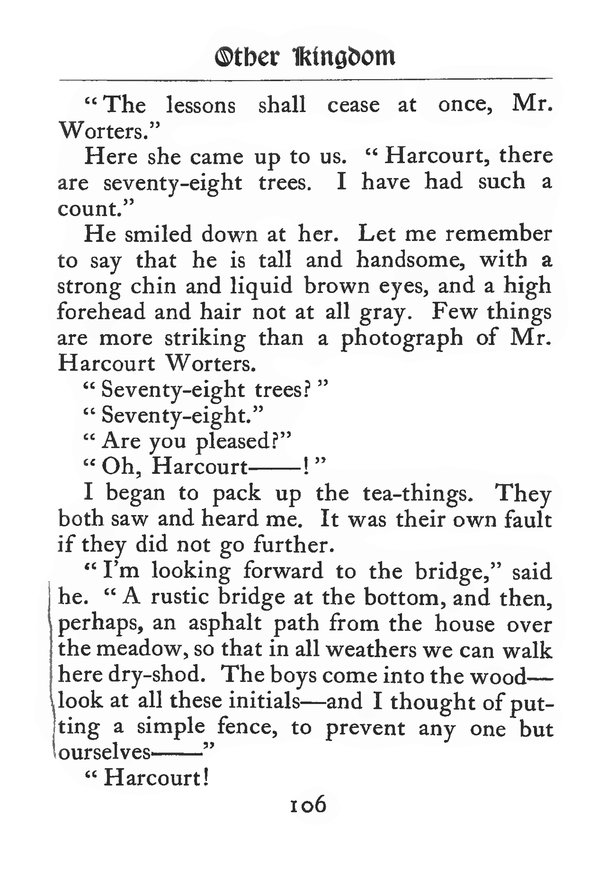 Other Kingdom
“ The lessons shall cease at once, Mr.
Worters.”
Here she came up to us. “ Harcourt, there
are seventy-eight trees. I have had such a
count.”
He smiled down at her. Let me remember
to say that he is tall and handsome, with a
strong chin and liquid brown eyes, and a high
forehead and hair not at all gray. Few things
are more striking than a photograph of Mr.
Harcourt Worters.
“ Seventy-eight trees? ”
“ Seventy-eight.”
“ Are you pleased?”
“ Oh, Harcourt——! ”
I began to pack up the tea-things. They
both saw and heard me. It was their own fault
if they did not go further.
“ I’m looking forward to the bridge,” said
he. “ A rustic bridge at the bottom, and then,
perhaps, an asphalt path from the house over
the meadow, so that in all weathers we can walk
here dry-shod. The boys come into the wood—
look at all these initials—and I thought of put-
ting a simple fence, to prevent any one but
ourselves——”
“ Harcourt!
106